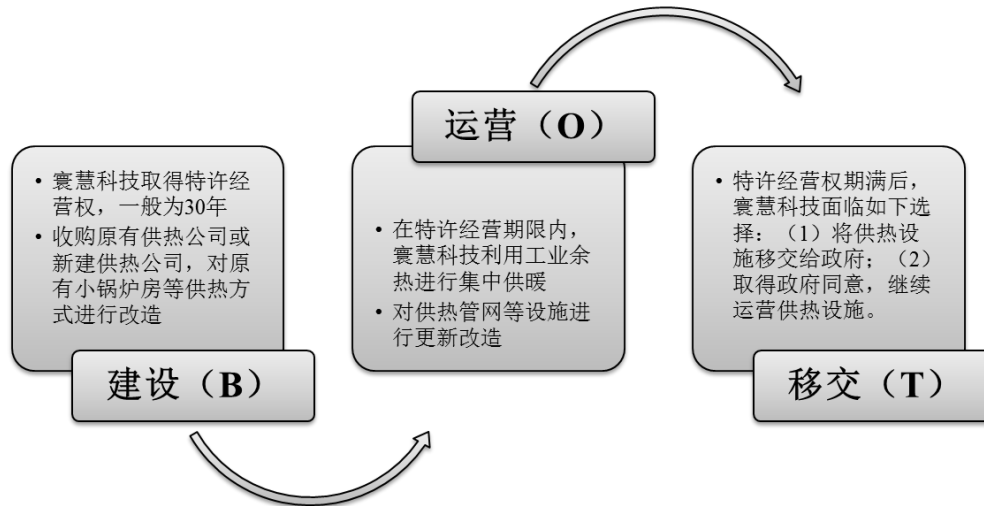 • 寰慧科技取得特许经
营权，一般为30年
• 收购原有供热公司或
新建供热公司，对原
有小锅炉房等供热方
式进行改造
建设（B）
运营（O）
• 在特许经营期限内，
寰慧科技利用工业余
热进行集中供暖
• 对供热管网等设施进
行更新改造
• 特许经营权期满后，
寰慧科技面临如下选
择：（1）将供热设
施移交给政府；（2）
取得政府同意，继续
运营供热设施。
移交（T）